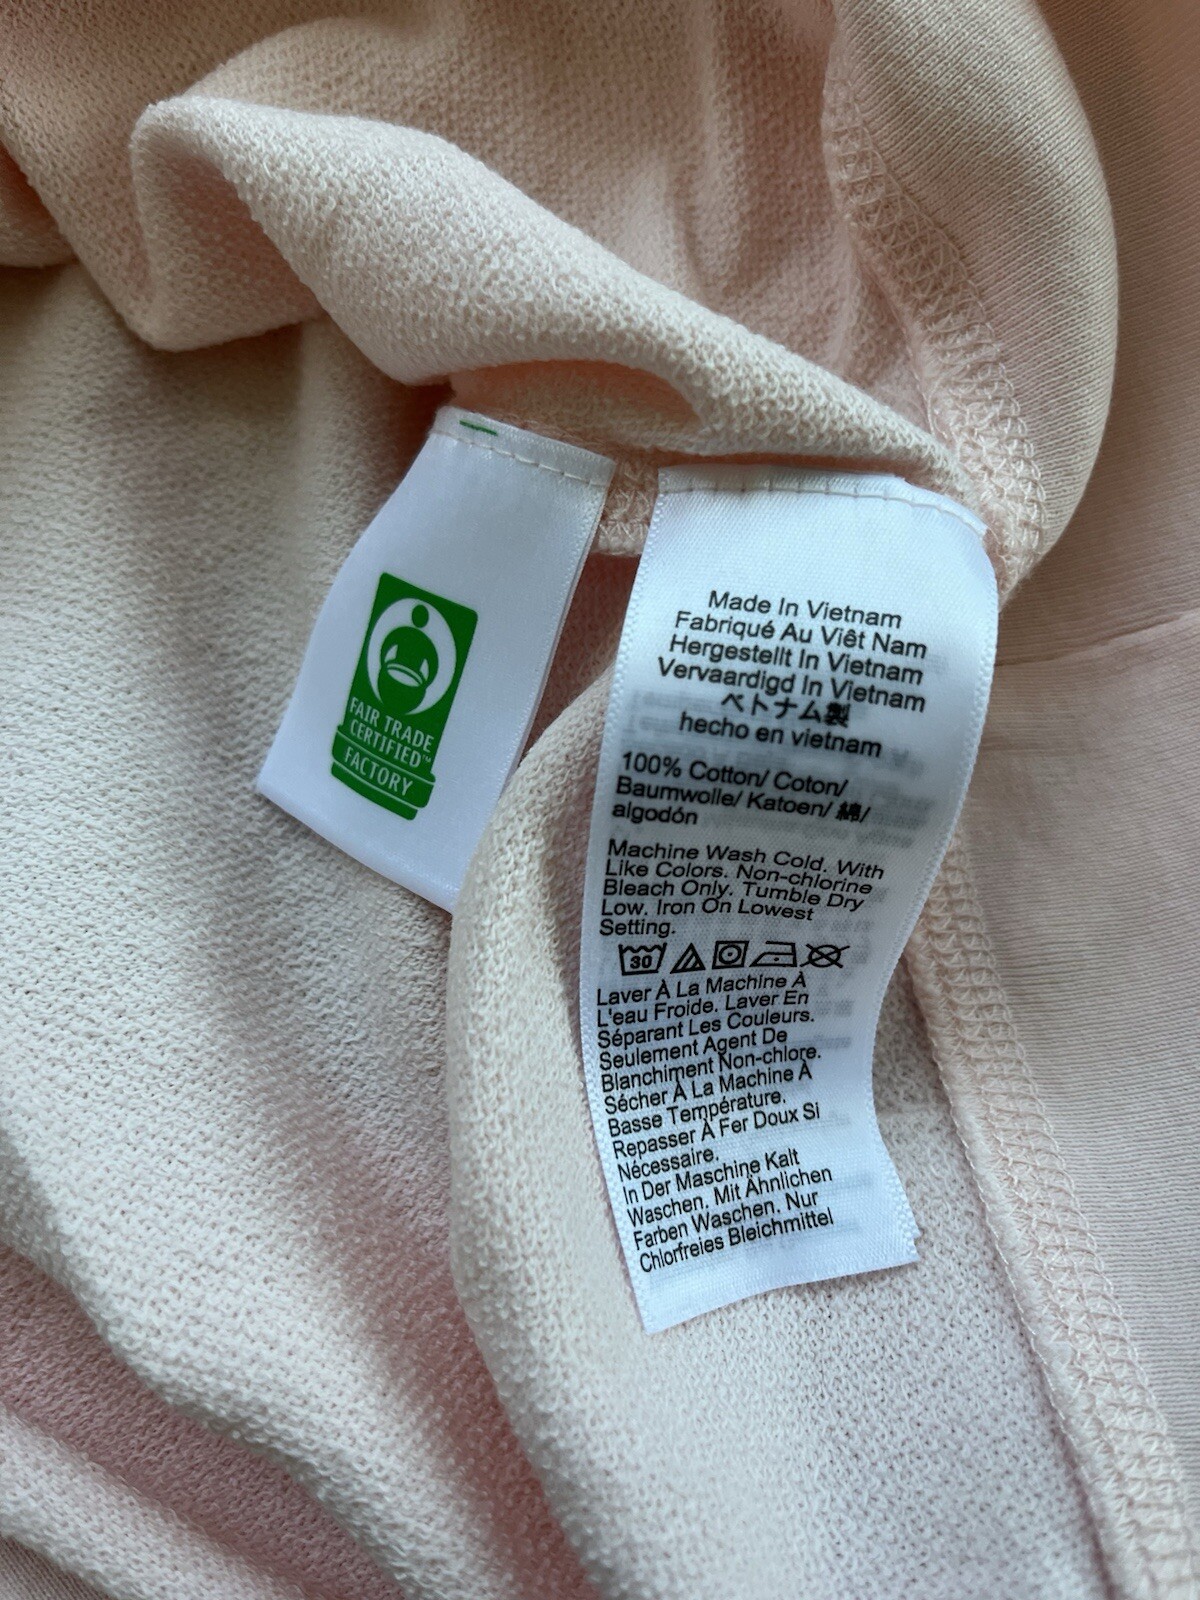 FAIR TRADE
CERTIFIED™
FACTORY
Made In Vietnam
Fabriqué Au Viêt Nam
Hergestellt In Vietnam
Vervaardigd In Vietnam
ベトナム製
hecho en vietnam
100% Cotton/ Coton/
Baumwolle/ Katoen/ 綿/
algodón
Machine Wash Cold. With
Like Colors. Non-chlorine
Bleach Only. Tumble Dry
Low. Iron On Lowest
Setting.
30
Laver À La Machine À
L'eau Froide. Laver En
Séparant Les Couleurs.
Seulement Agent De
Blanchiment Non-chlore.
Sécher À La Machine À
Basse Température.
Repasser À Fer Doux Si
Nécessaire.
In Der Maschine Kalt
Waschen. Mit Ähnlichen
Farben Waschen. Nur
Chlorfreies Bleichmittel